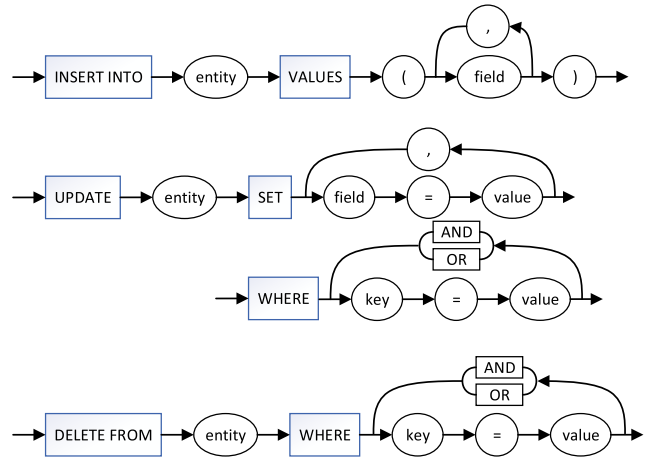 ,
INSERT INTO entity VALUES ( field )
,
UPDATE entity SET field = value
AND
OR
WHERE key = value
AND
OR
DELETE FROM entity WHERE key = value